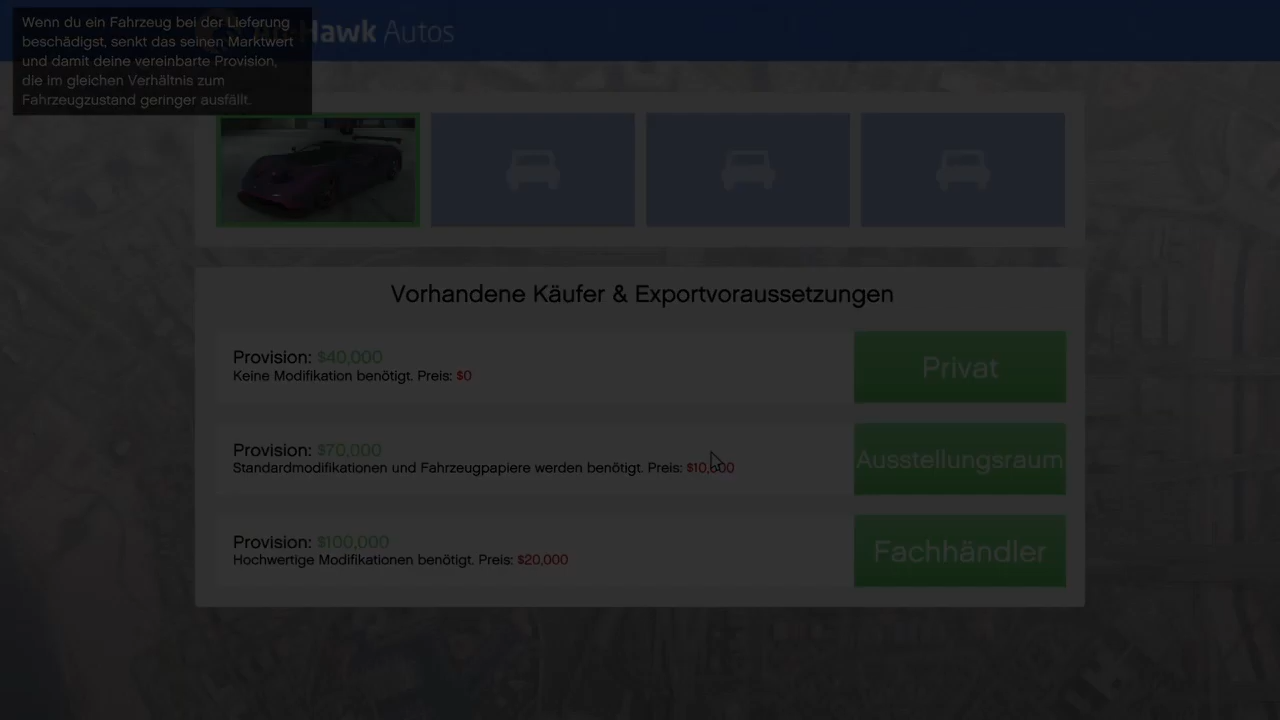 Wenn du ein Fahrzeug bei der Lieferung
beschädigst, senkt das seinen Marktwert
und damit deine vereinbarte Provision,
die im gleichen Verhältnis zum
Fahrzeugzustand geringer ausfällt.
Hawk Autos
Vorhandene Käufer & Exportvoraussetzungen
Provision: $40,000
Keine Modifikation benötigt. Preis: $0
Privat
Provision: $70,000
Standardmodifikationen und Fahrzeugpapiere werden benötigt. Preis: $10,000
Ausstellungsraum
Provision: $100,000
Hochwertige Modifikationen benötigt. Preis: $20,000
Fachhändler